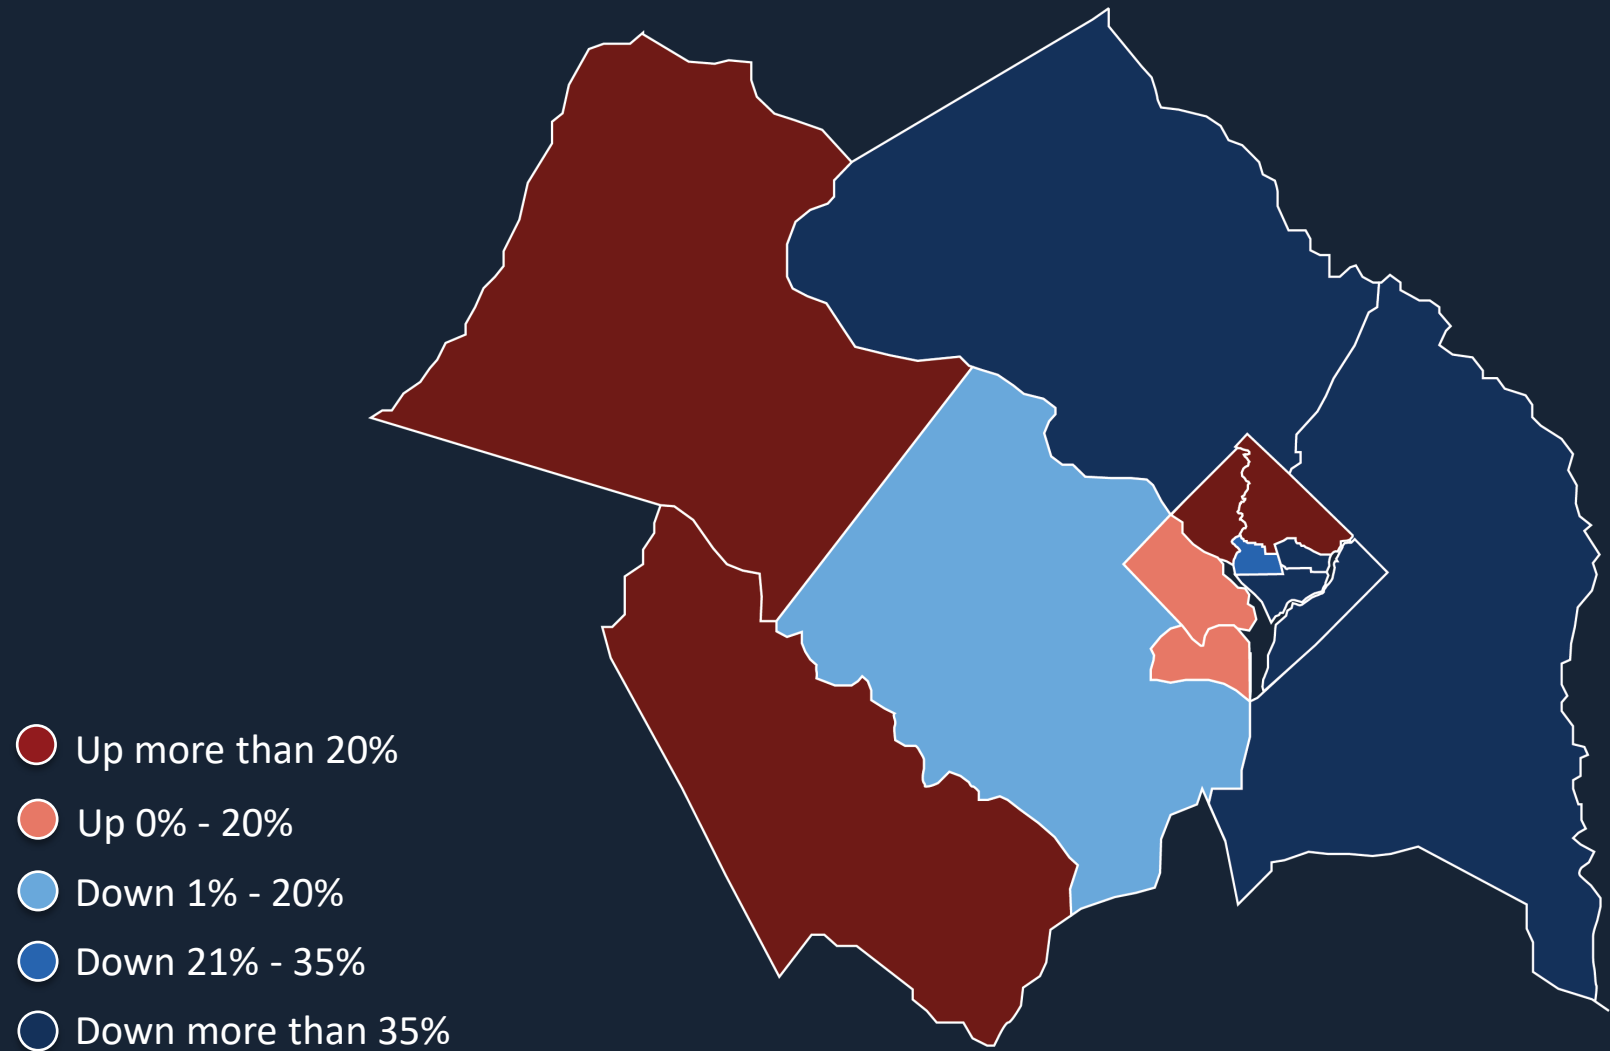 Up more than 20%
Up 0% - 20%
Down 1% - 20%
Down 21% - 35%
Down more than 35%